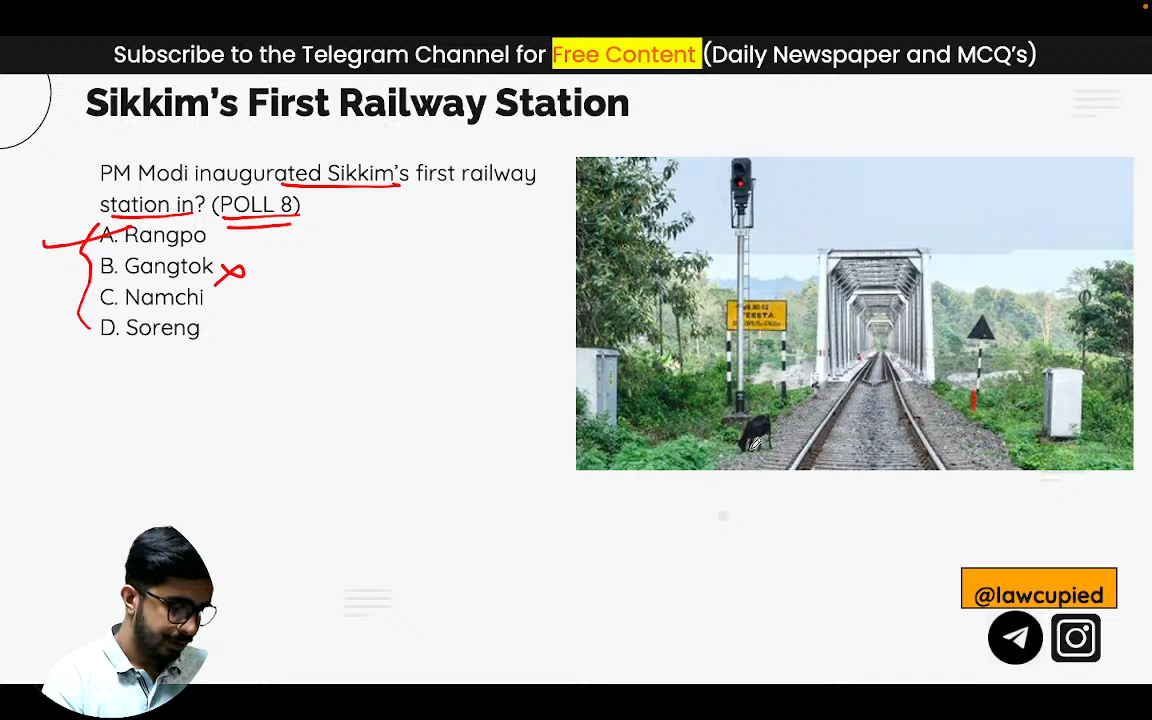 Subscribe to the Telegram Channel for Free Content (Daily Newspaper and MCQ's)
Sikkim's First Railway Station
PM Modi inaugurated Sikkim's first railway
station in? (POLL 8)
A. Rangpo
B. Gangtok
C. Namchi
D. Soreng
TEESTA
@lawcupied